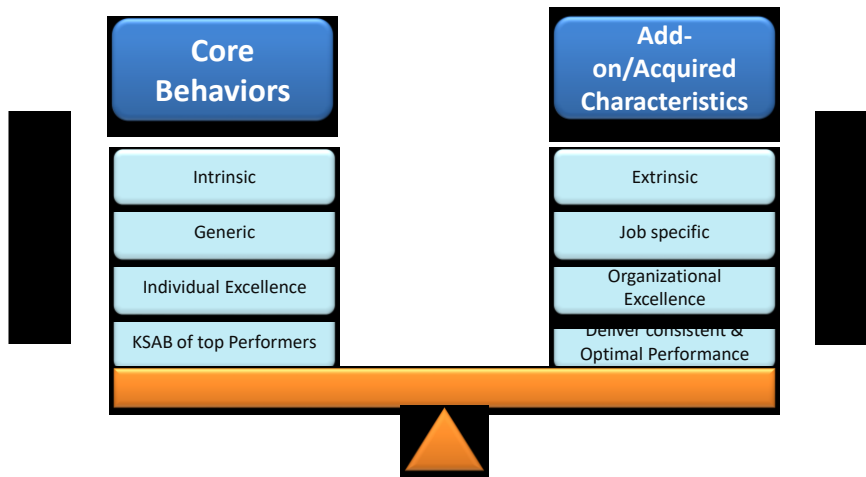 Core
Behaviors
Intrinsic
Generic
Individual Excellence
KSAB of top Performers
Add-
on/Acquired
Characteristics
Extrinsic
Job specific
Organizational
Excellence
Deliver consistent &
Optimal Performance